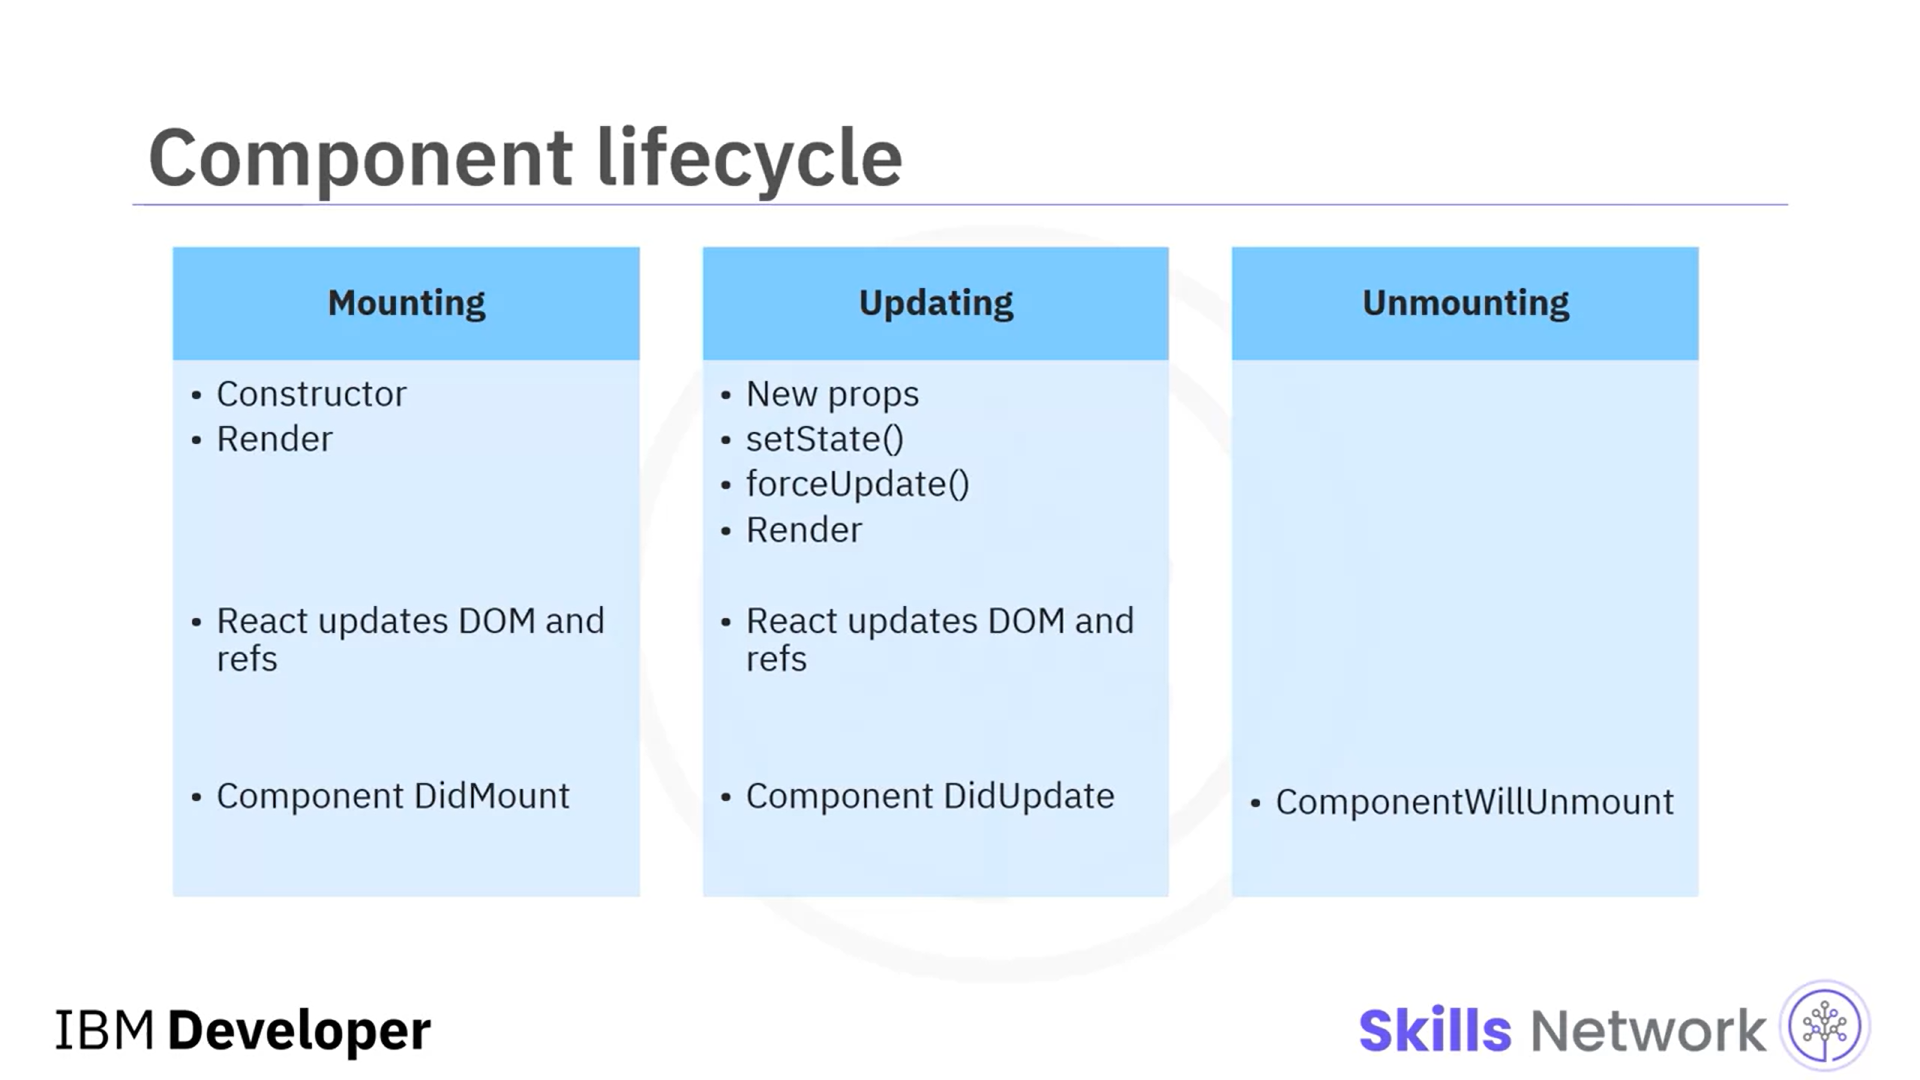 Component lifecycle
Mounting
• Constructor
• Render
• React updates DOM and
refs
• Component DidMount
Updating
• New props
• setState()
• forceUpdate()
• Render
• React updates DOM and
refs
• Component DidUpdate
Unmounting
• ComponentWillUnmount
IBM Developer
Skills Network